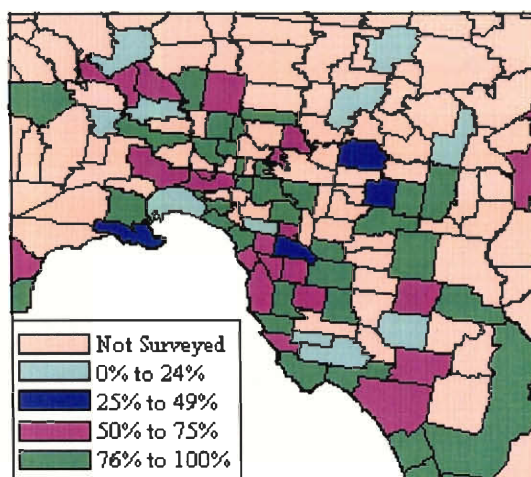 Not Surveyed
0% to 24%
25% to 49%
50% to 75%
76% to 100%